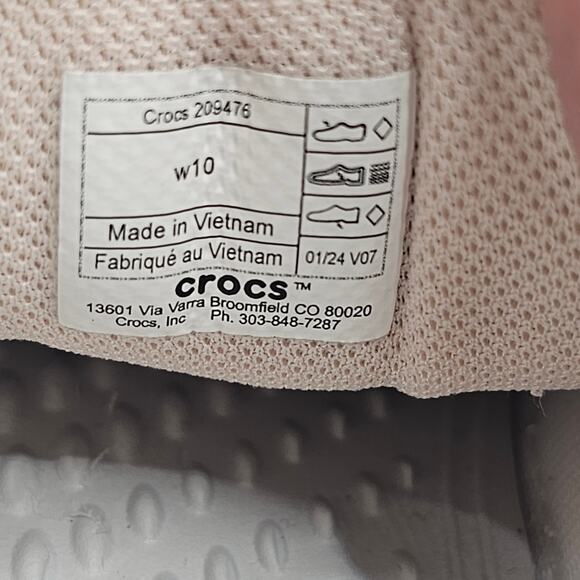 Crocs 209476
w10
Made in Vietnam
Fabriqué au Vietnam
01/24 V07
crocs™
13601 Via Varra Broomfield CO 80020
Crocs, Inc Ph. 303-848-7287